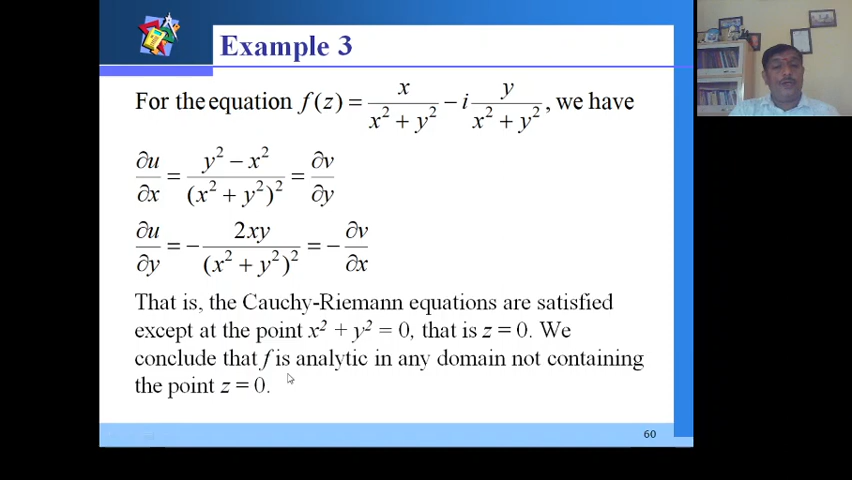 Example 3
For the equation f(z) = x/(x² + y²) − i y/(x² + y²), we have
∂u/∂x = (y² − x²)/(x² + y²)² = ∂v/∂y
∂u/∂y = − 2xy/(x² + y²)² = − ∂v/∂x
That is, the Cauchy-Riemann equations are satisfied
except at the point x² + y² = 0, that is z = 0. We
conclude that f is analytic in any domain not containing
the point z = 0.
60